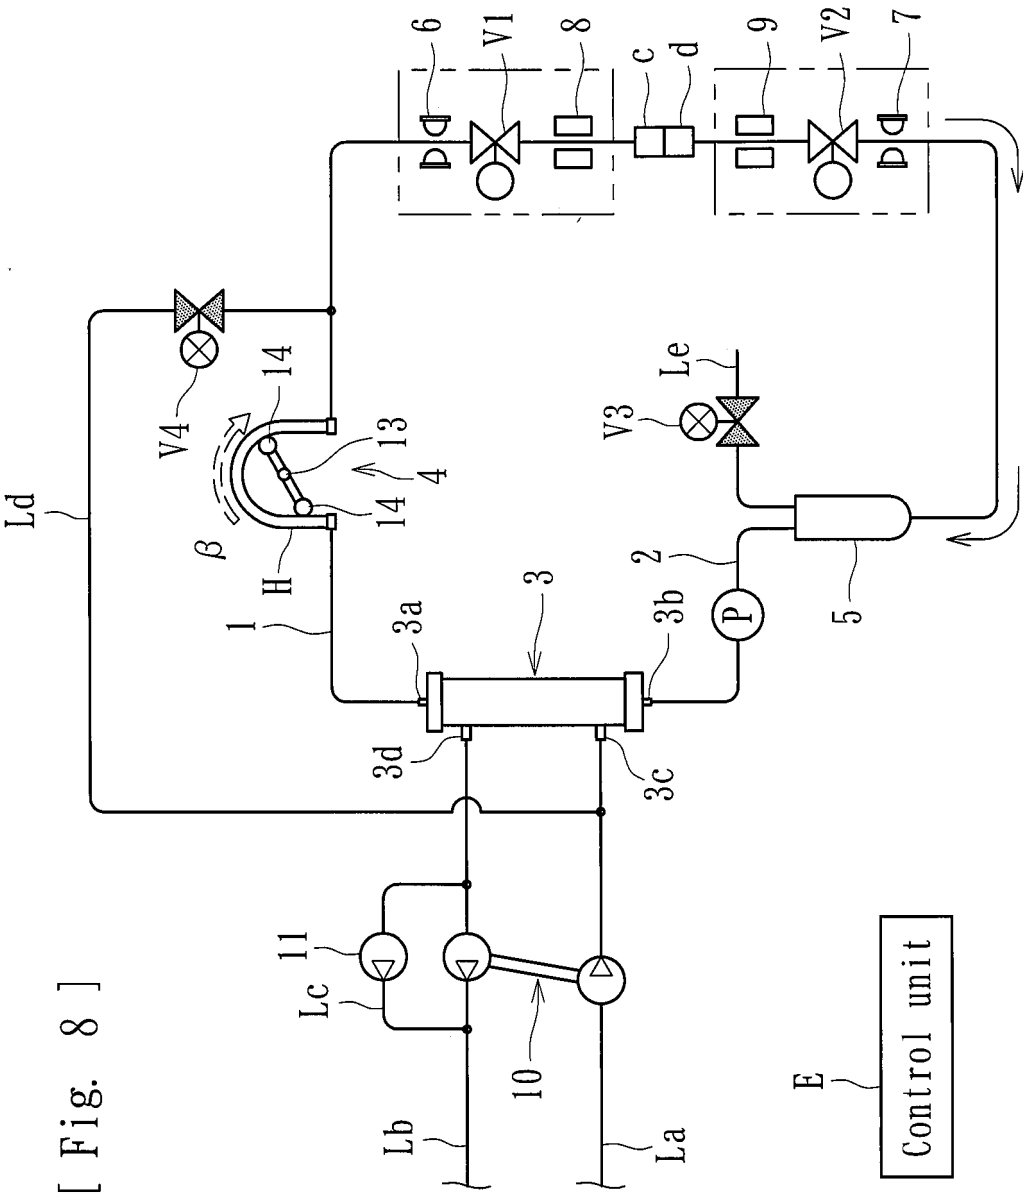 [ Fig. 8 ]
Ld
V4
14
β
H
13
14
4
1
3a
3
3d
3c
3b
P
2
5
V3
Le
6
V1
8
c
d
9
V2
7
11
Lc
10
Lb
La
E
Control unit